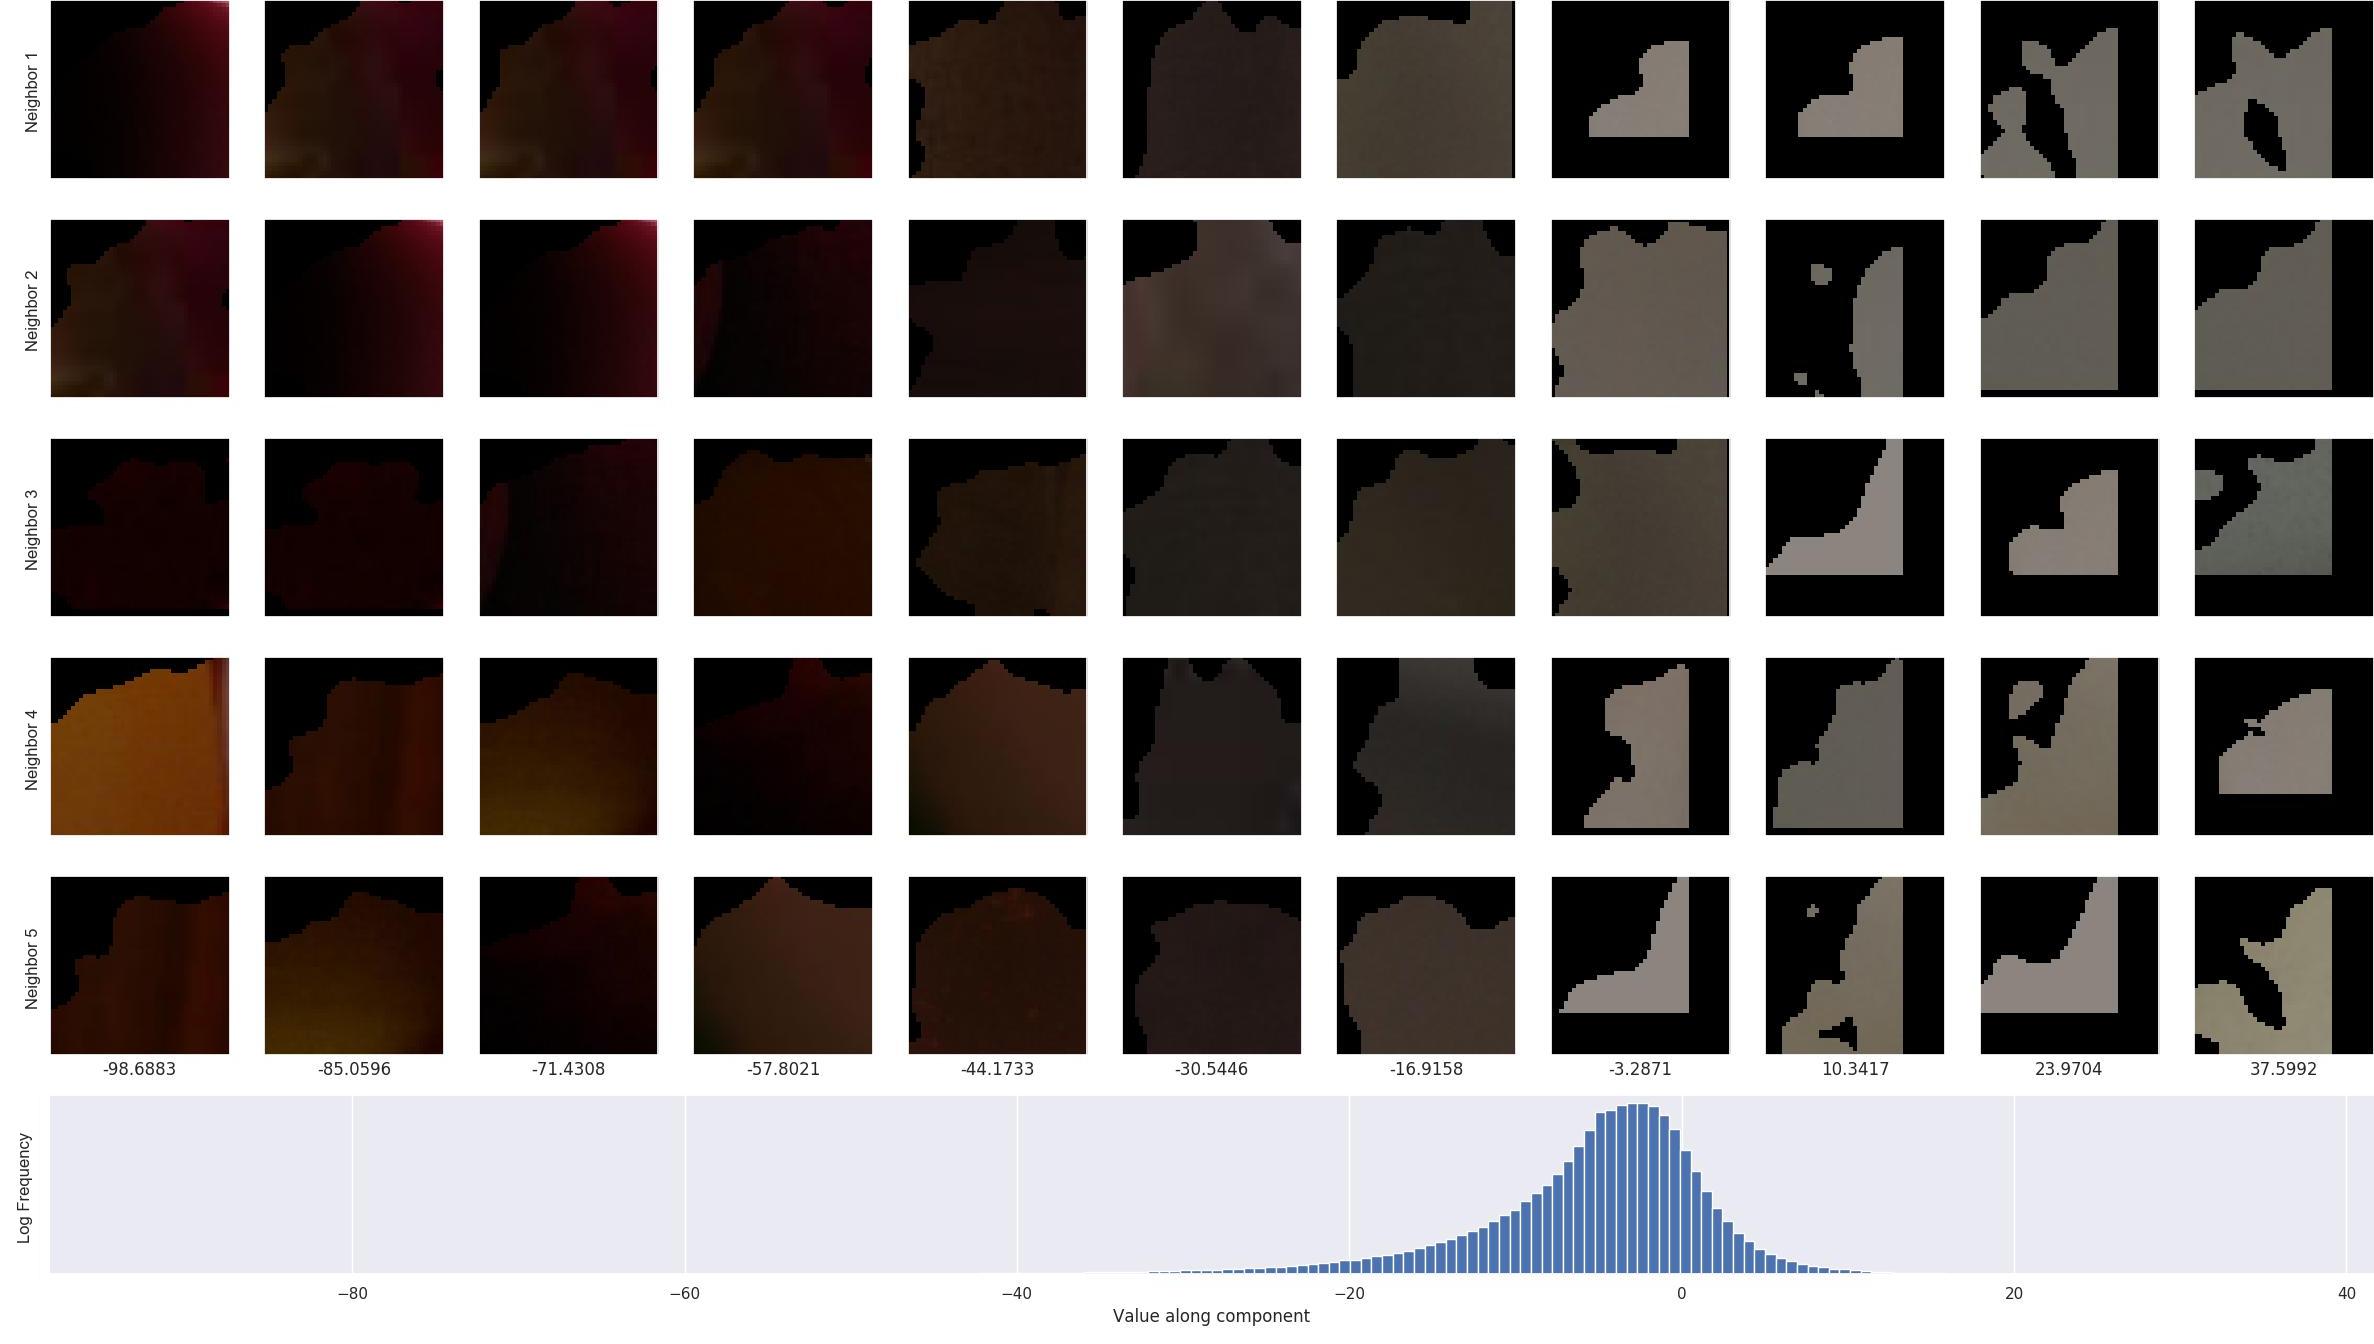 Neighbor 1
Neighbor 2
Neighbor 3
Neighbor 4
Neighbor 5
-98.6883
-85.0596
-71.4308
-57.8021
-44.1733
-30.5446
-16.9158
-3.2871
10.3417
23.9704
37.5992
Log Frequency
−80
−60
−40
−20
0
20
40
Value along component